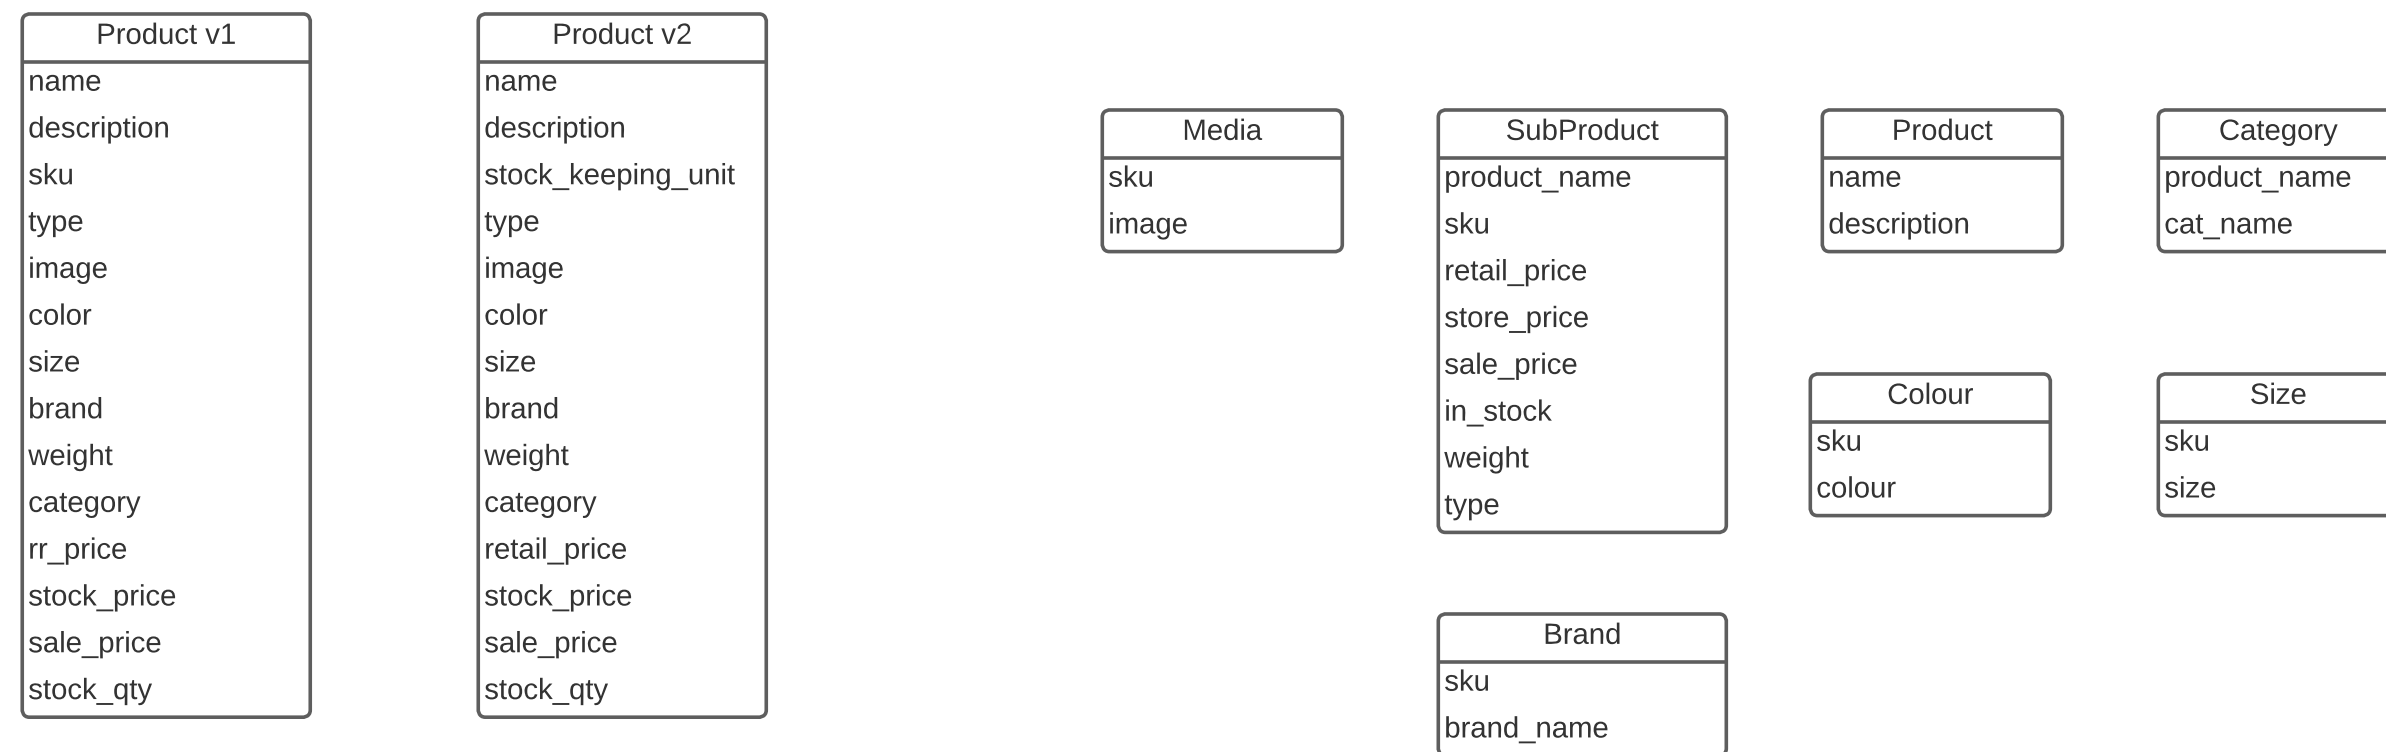 Product v1
name
description
sku
type
image
color
size
brand
weight
category
rr_price
stock_price
sale_price
stock_qty
Product v2
name
description
stock_keeping_unit
type
image
color
size
brand
weight
category
retail_price
stock_price
sale_price
stock_qty
Media
sku
image
SubProduct
product_name
sku
retail_price
store_price
sale_price
in_stock
weight
type
Brand
sku
brand_name
Product
name
description
Colour
sku
colour
Category
product_name
cat_name
Size
sku
size